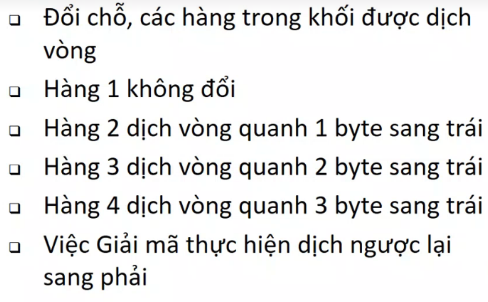 Đổi chỗ, các hàng trong khối được dịch
vòng
Hàng 1 không đổi
Hàng 2 dịch vòng quanh 1 byte sang trái
Hàng 3 dịch vòng quanh 2 byte sang trái
Hàng 4 dịch vòng quanh 3 byte sang trái
Việc Giải mã thực hiện dịch ngược lại
sang phải